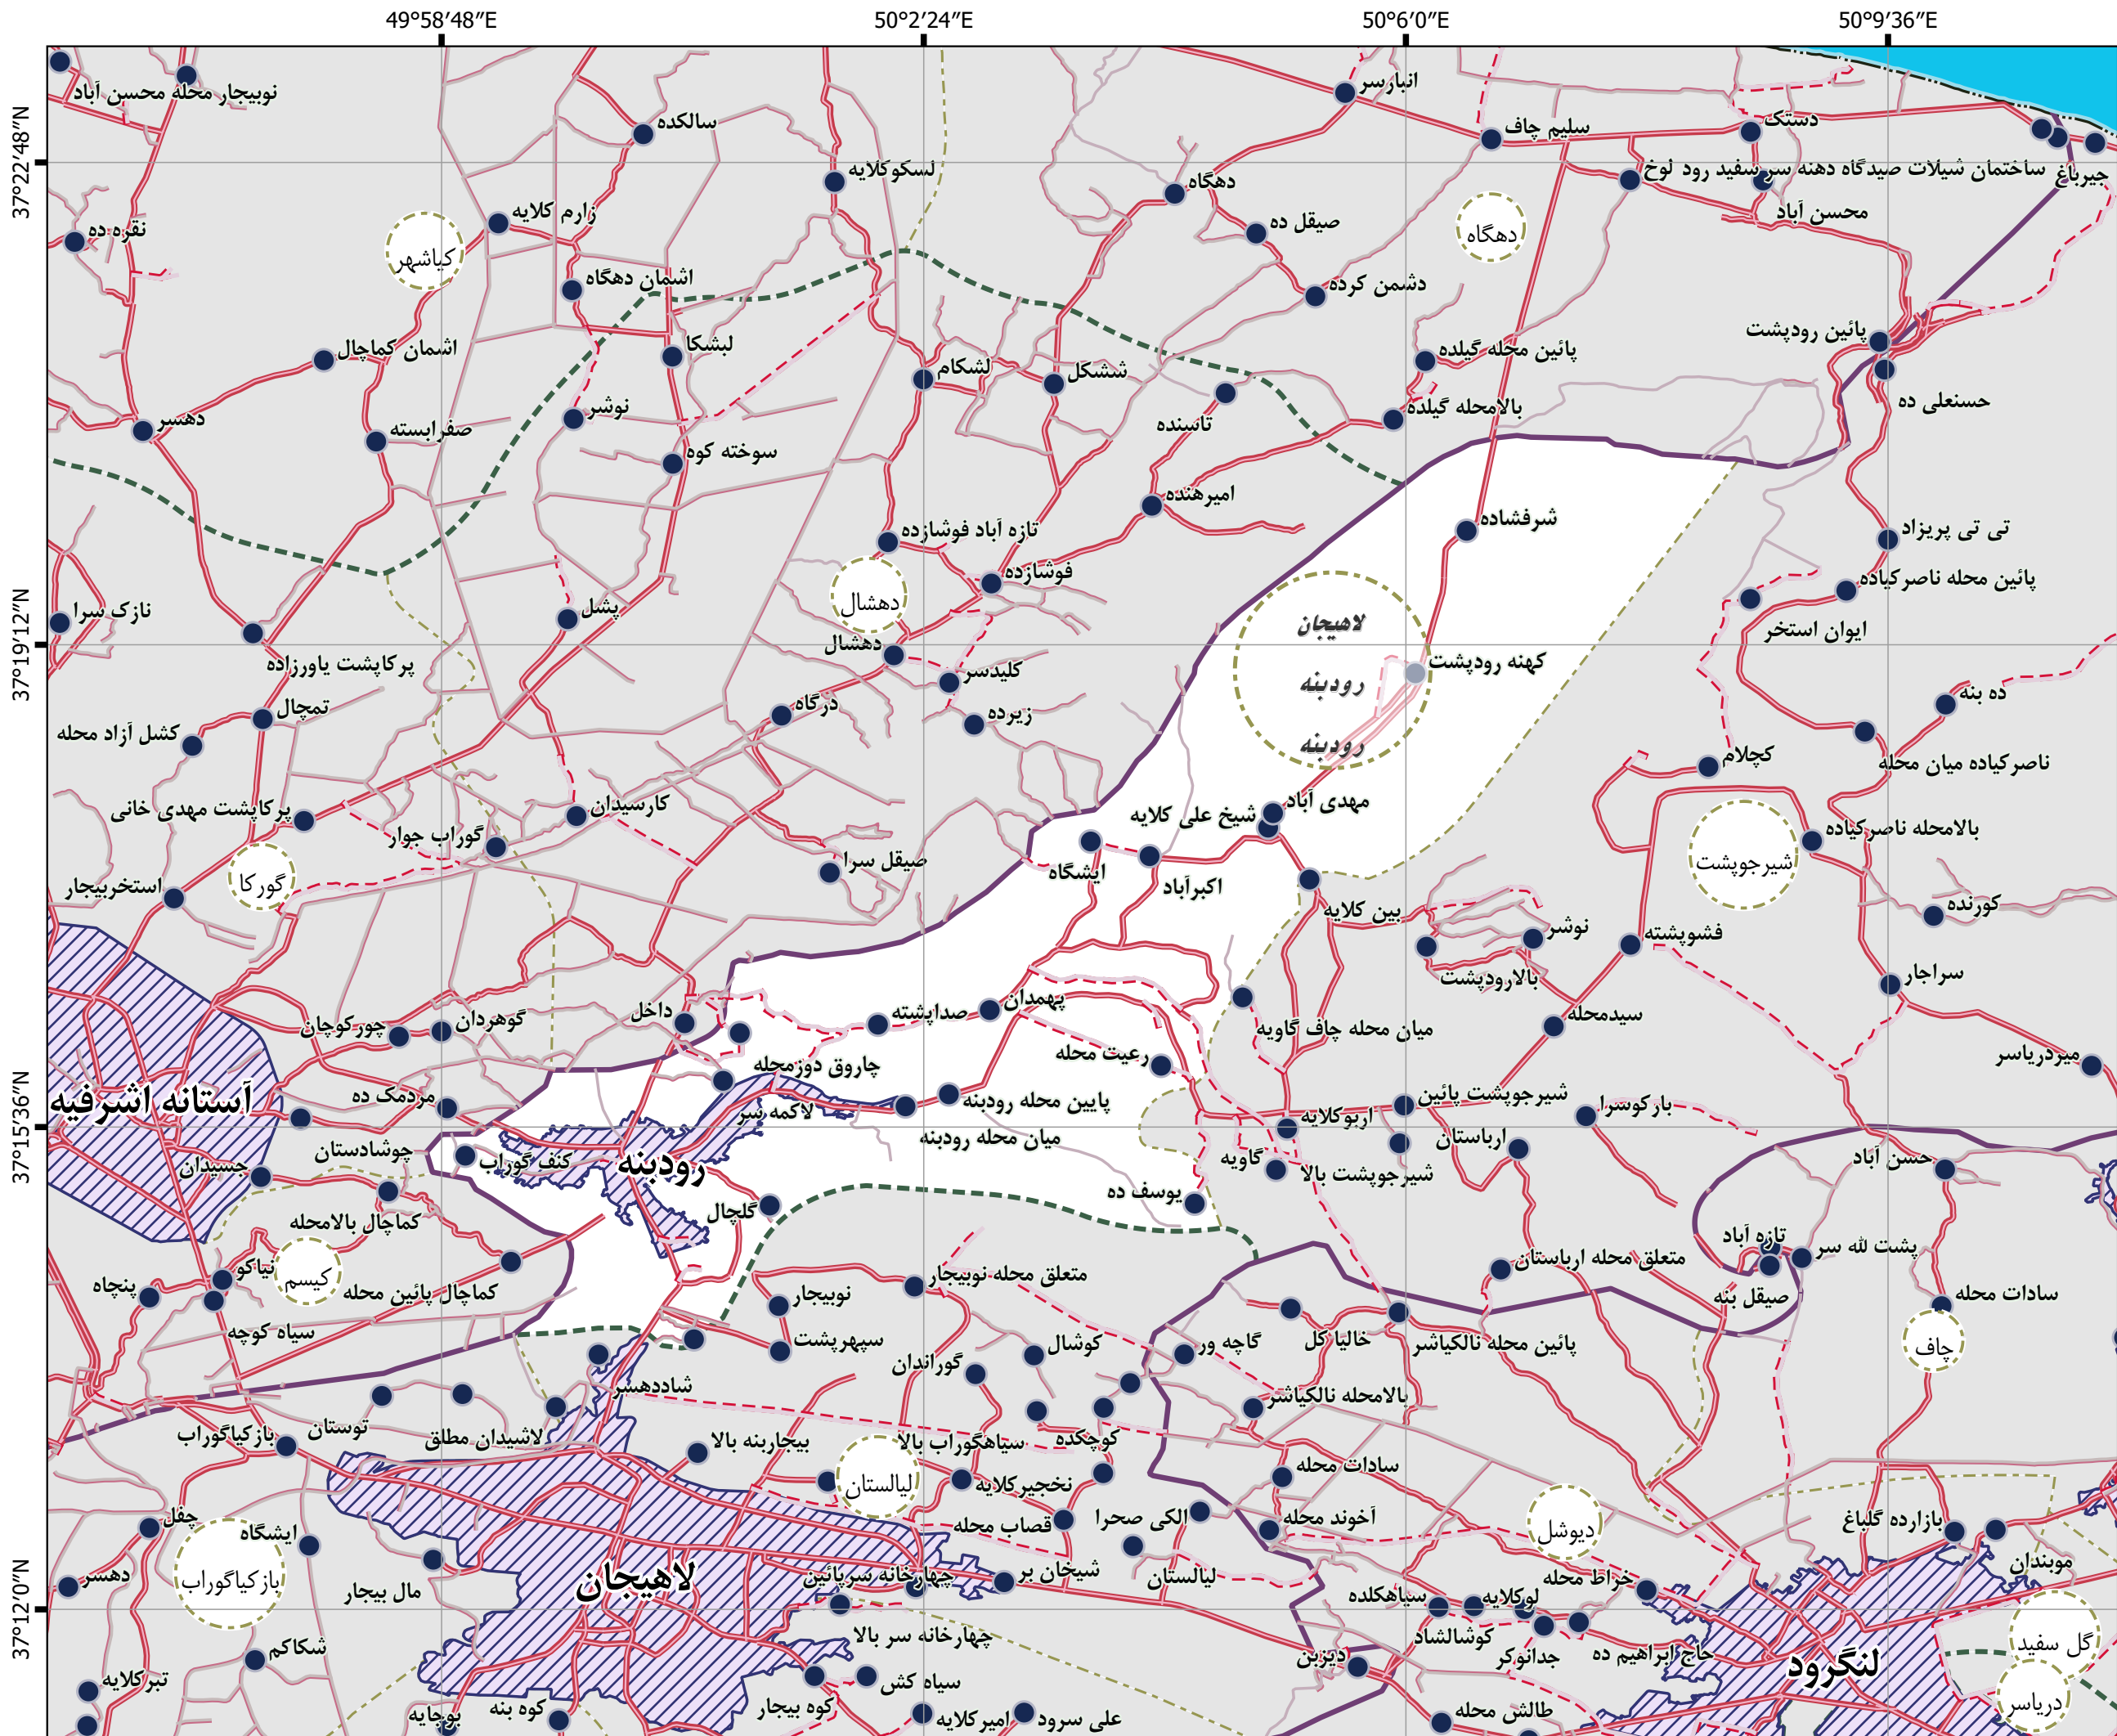 49°58'48"E
50°2'24"E
50°6'0"E
50°9'36"E
37°22'48"N
37°19'12"N
37°15'36"N
37°12'0"N
نوبیجار محله محسن آباد
سالکده
انبارسر
سلیم چاف
دستک
لسکوکلایه
دهگاه
لوخ
ساختمان شیلات صیدگاه دهنه سر سفید رود
جیرباغ
نقره ده
زارم کلایه
کیاشهر
صیقل ده
دهگاه
محسن آباد
اشمان دهگاه
دشمن کرده
پائین رودپشت
اشمان کماچال
لبشکا
لشکام
ششکل
پائین محله گیلده
حسنعلی ده
دهسر
صفرابسته
نوشر
تاسنده
بالامحله گیلده
سوخته کوه
امیرهنده
شرفشاده
تازه آباد فوشازده
تی تی پریزاد
فوشازده
پائین محله ناصرکیاده
نازک سرا
پشل
دهشال
دهشال
لاهیجان
رودبنه
رودبنه
ایوان استخر
کهنه رودپشت
پرکاپشت یاورزاده
کلیدسر
ده بنه
تمچال
درگاه
زیرده
کشل آزاد محله
کچلام
ناصرکیاده میان محله
پرکاپشت مهدی خانی
کارسیدان
گوراب جوار
مهدی آباد
شیخ علی کلایه
بالامحله ناصرکیاده
صیقل سرا
ایشگاه
اکبرآباد
شیرجوپشت
استخربیجار
گورکا
بین کلایه
نوشر
فشوپشته
کورنده
بالارودپشت
سراجار
داخل
صداپشته
پهمدان
چورکوچان
گوهردان
میان محله چاف گاویه
سیدمحله
چاروق دوزمحله
رعیت محله
میردریاسر
آستانه اشرفیه
مردمک ده
لاکمه سر
پایین محله رودبنه
شیرجوپشت پائین
بارکوسرا
میان محله رودبنه
اربوکلایه
ارباستان
چوشادستان
کنف گوراب
رودبنه
گاویه
شیرجوپشت بالا
حسن آباد
جسیدان
یوسف ده
گلچال
کماچال بالامحله
تازه آباد
پشت لله سر
نیاکو
کیسم
متعلق محله ارباستان
متعلق محله نوبیجار
پنچاه
کماچال پائین محله
نوبیجار
صیقل بنه
سادات محله
سیاه کوچه
سپهرپشت
کوشال
گاچه ور
خالیاکل
پائین محله نالکیاشر
چاف
گوراندان
شاددهسر
بالامحله نالکیاشر
توستان
بازکیاگوراب
لاشیدان مطلق
بیجاربنه بالا
سیاهگوراب بالا
کوچکده
سادات محله
لیالستان
نخجیرکلایه
چفل
ایشگاه
قصاب محله
الکی صحرا
آخوند محله
دیوشل
بازارده گلباغ
بازکیاگوراب
دهسر
لاهیجان
چهارخانه سرپائین
شیخان بر
لیالستان
موبندان
مال بیجار
سیاهکلده
لوکلایه
خراط محله
شکاکم
چهارخانه سر بالا
کوشالشاد
جدانوکر
حاج ابراهیم ده
گل سفید
تبرکلایه
سیاه کش
دیزبن
لنگرود
دریاسر
بوجایه
کوه بنه
کوه بیجار
امیرکلایه
علی سرود
طالش محله